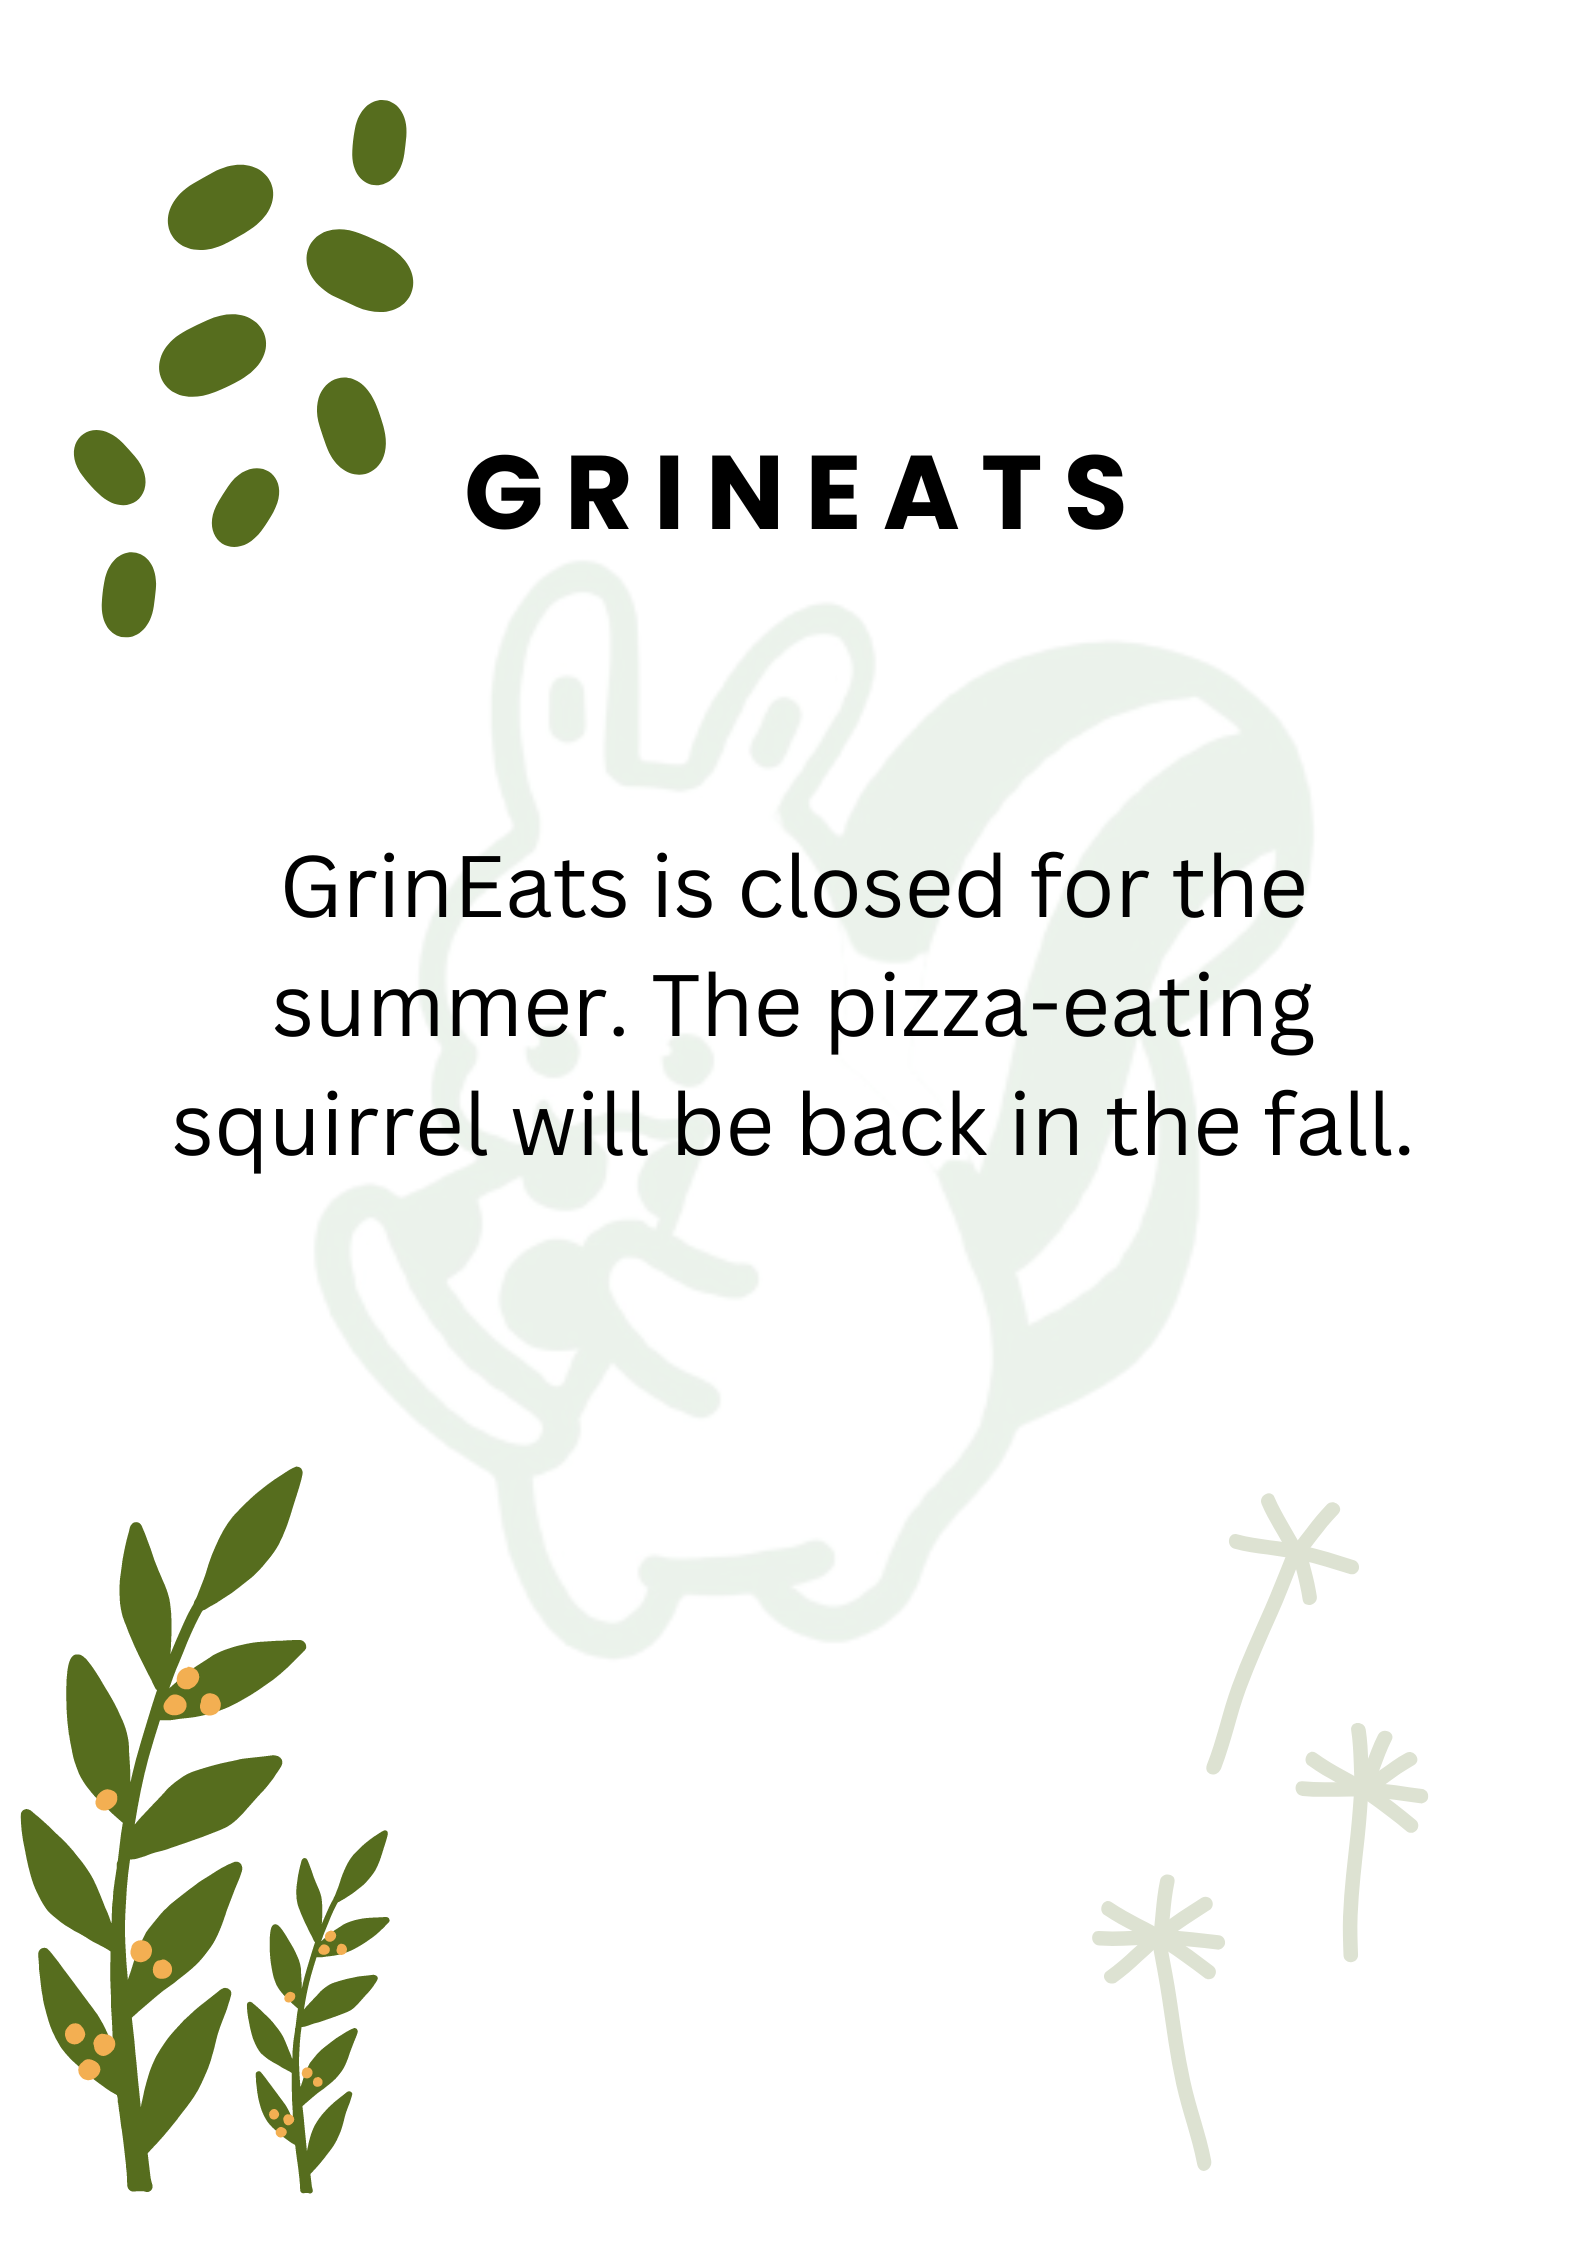 GRINEATS
GrinEats is closed for the
summer. The pizza-eating
squirrel will be back in the fall.